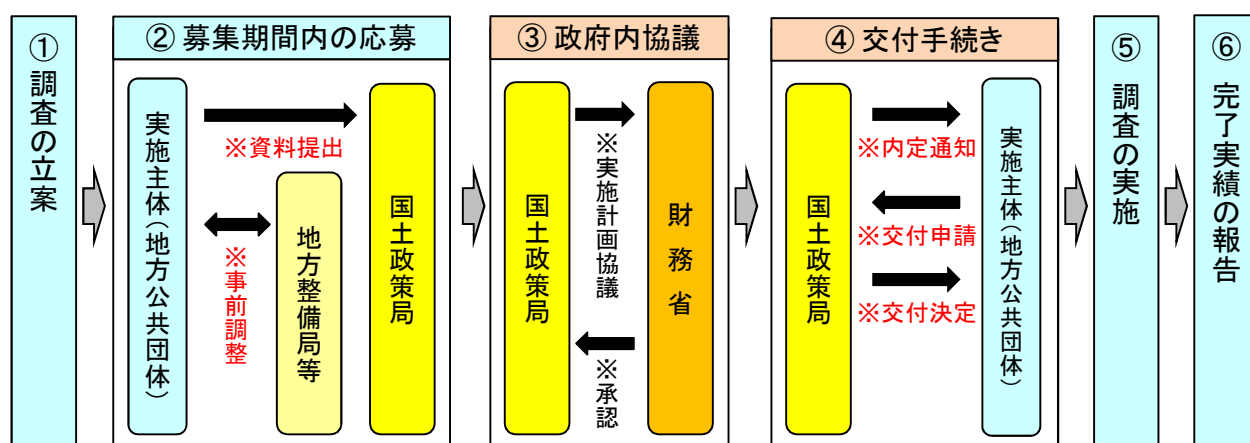 ① 調査の立案
② 募集期間内の応募
実施主体（地方公共団体）
※資料提出
※事前調整
地方整備局等
国土政策局
③ 政府内協議
国土政策局
※実施計画協議
※承認
財務省
④ 交付手続き
国土政策局
※内定通知
※交付申請
※交付決定
実施主体（地方公共団体）
⑤ 調査の実施
⑥ 完了実績の報告